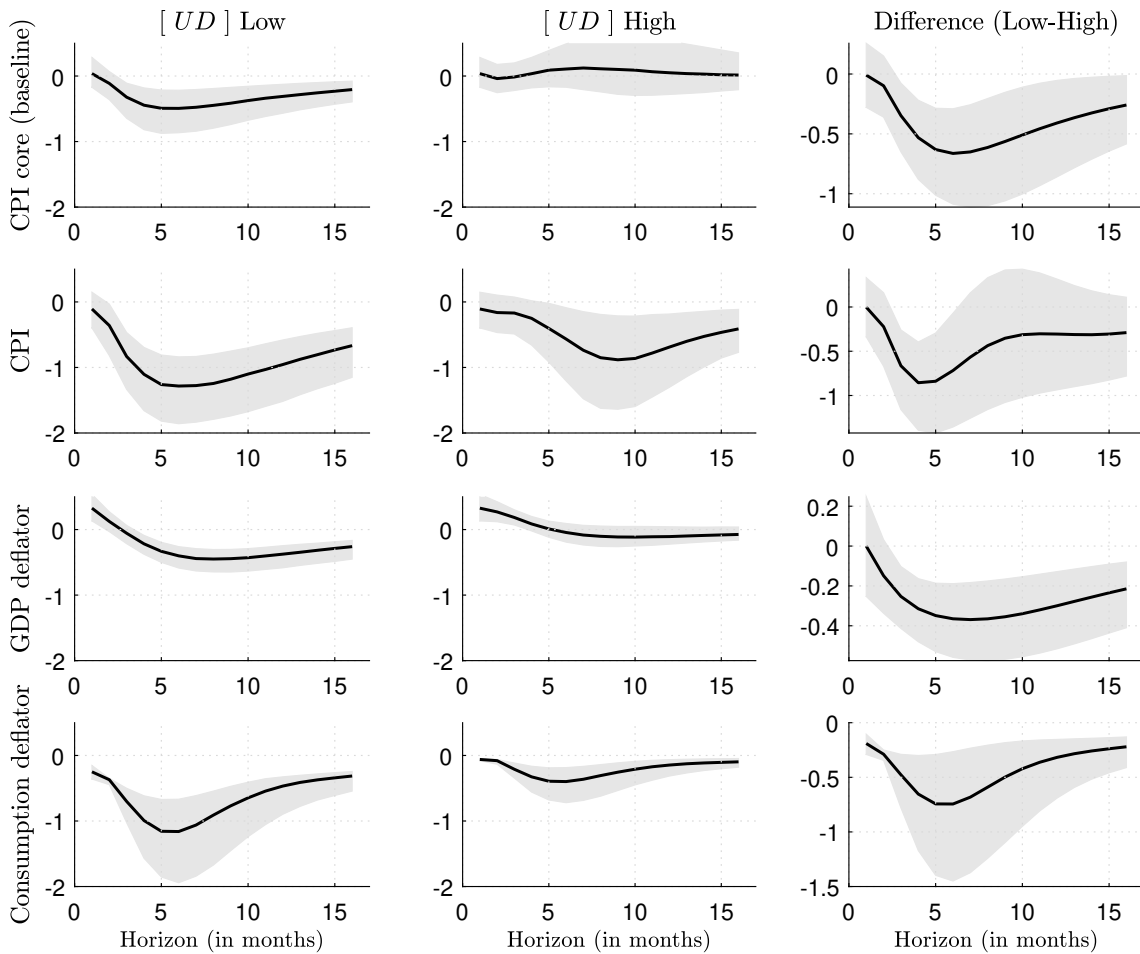 [ UD ] Low
[ UD ] High
Difference (Low-High)
CPI core (baseline)
0
-1
-2
0 5 10 15
0
-1
-2
0 5 10 15
0
-0.5
-1
0 5 10 15
CPI
0
-1
-2
0 5 10 15
0
-1
-2
0 5 10 15
0
-0.5
-1
0 5 10 15
GDP deflator
0
-1
-2
0 5 10 15
0
-1
-2
0 5 10 15
0.2
0
-0.2
-0.4
0 5 10 15
Consumption deflator
0
-1
-2
0 5 10 15
Horizon (in months)
0
-1
-2
0 5 10 15
Horizon (in months)
0
-0.5
-1
-1.5
0 5 10 15
Horizon (in months)